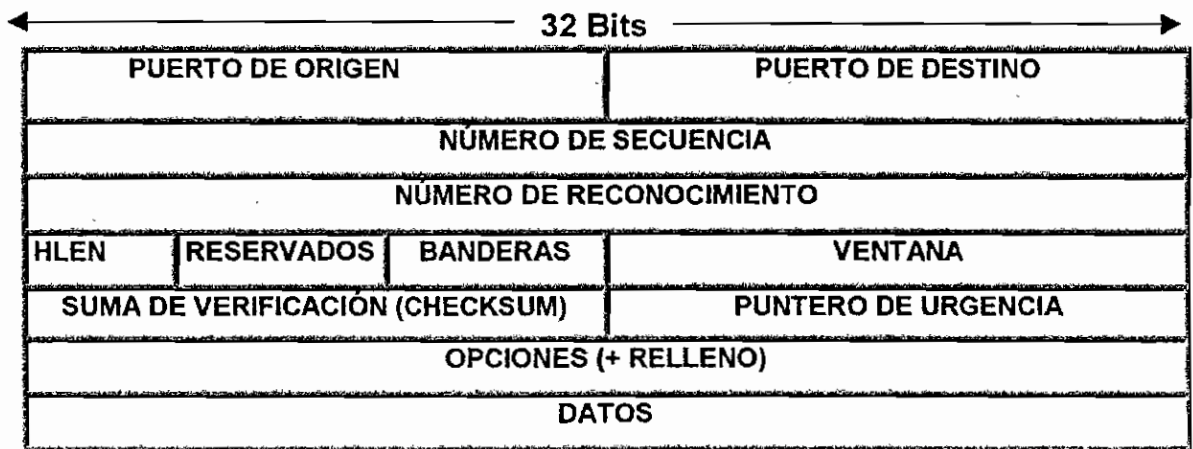 32 Bits
PUERTO DE ORIGEN PUERTO DE DESTINO
NÚMERO DE SECUENCIA
NÚMERO DE RECONOCIMIENTO
HLEN RESERVADOS BANDERAS VENTANA
SUMA DE VERIFICACIÓN (CHECKSUM) PUNTERO DE URGENCIA
OPCIONES (+ RELLENO)
DATOS